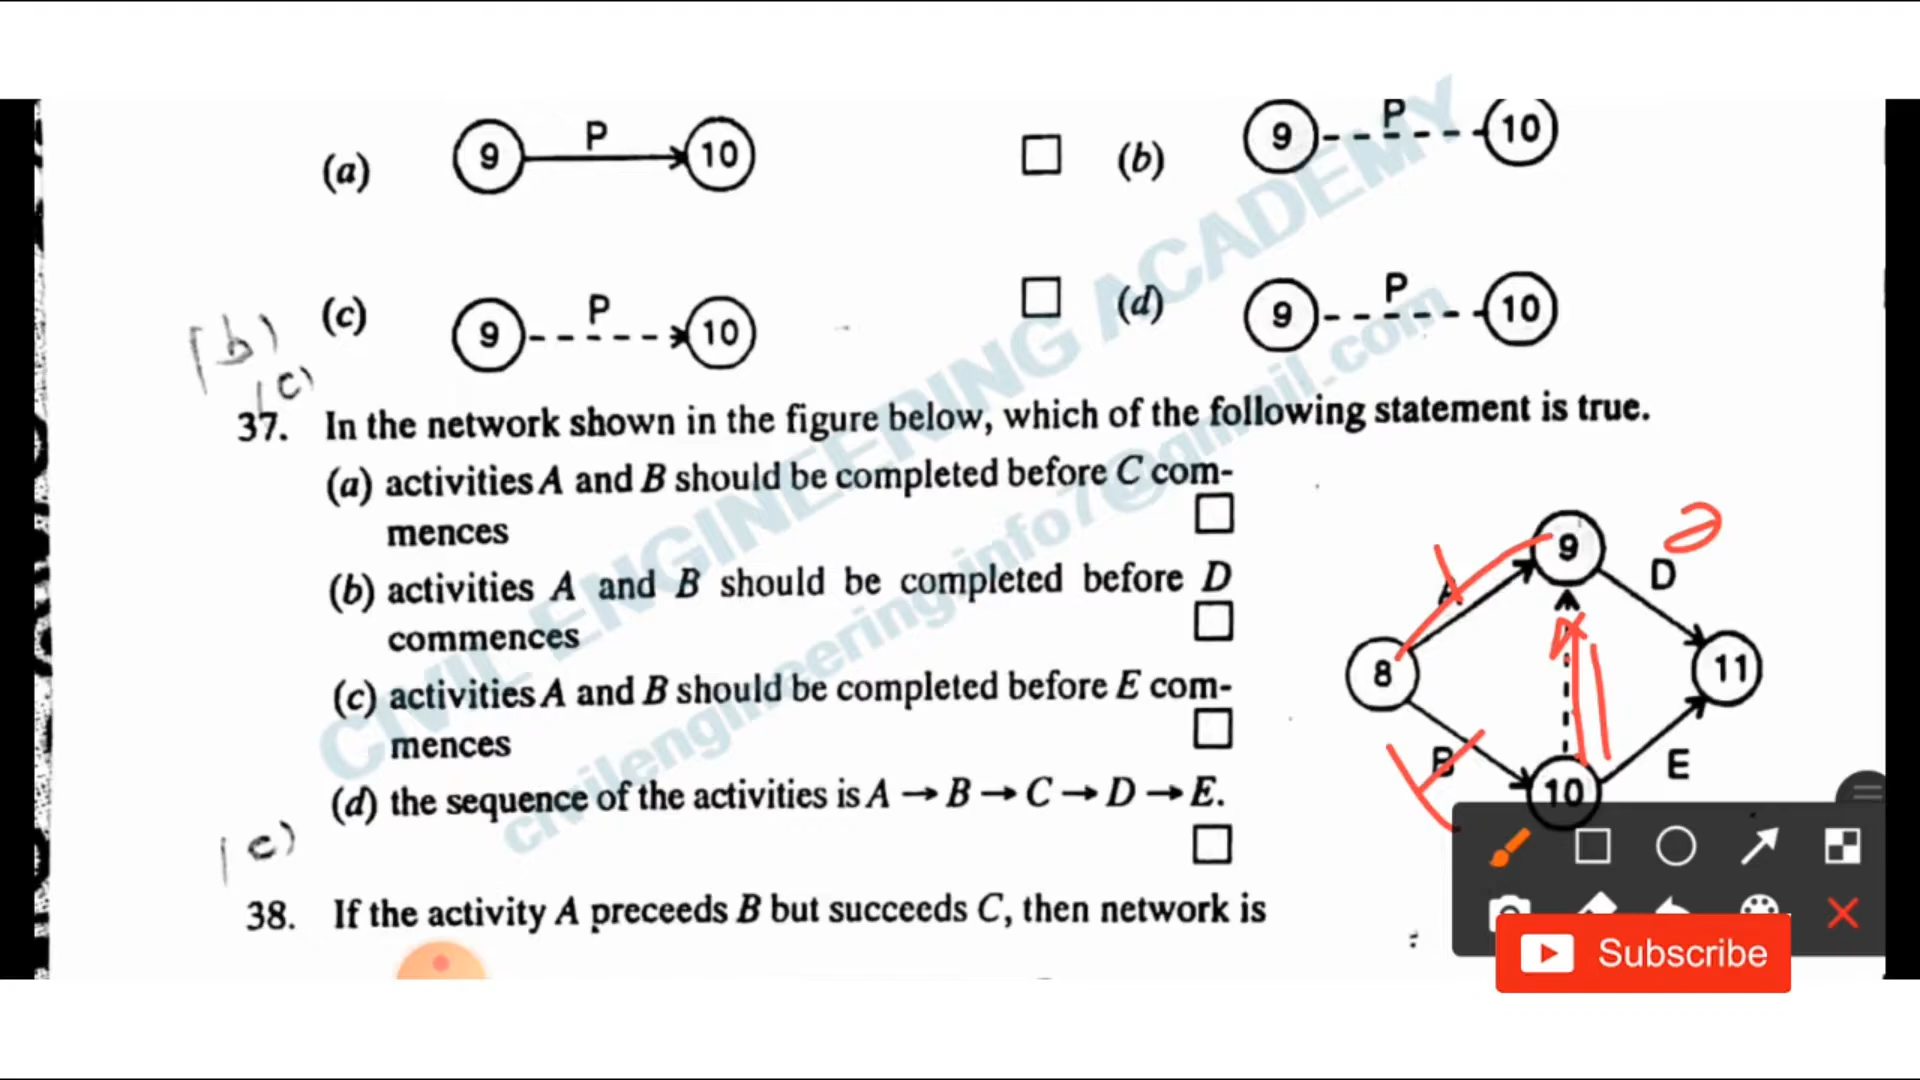 P
9
10
(a)
(b)
9
P
10
(c)
9
P
10
(d)
9
P
10
(b)
(c)
37. In the network shown in the figure below, which of the following statement is true.
(a) activities A and B should be completed before C com-
mences
(b) activities A and B should be completed before D
commences
(c) activities A and B should be completed before E com-
mences
(d) the sequence of the activities is A → B → C → D → E.
9
A
D
8
11
B
E
10
(c)
38. If the activity A preceeds B but succeeds C, then network is
CIVIL ENGINEERING ACADEMY
civilengineeringinfo7@gmail.com
Subscribe